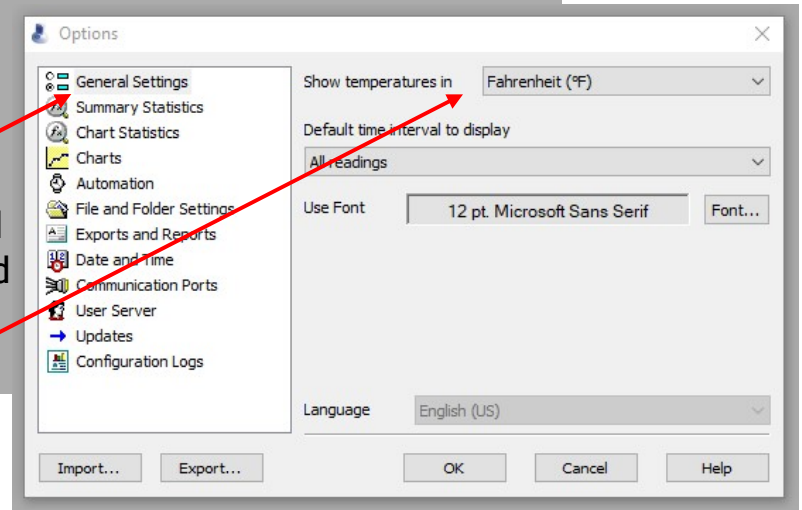 Options
General Settings
Summary Statistics
Chart Statistics
Charts
Automation
File and Folder Settings
Exports and Reports
Date and Time
Communication Ports
User Server
Updates
Configuration Logs
Show temperatures in Fahrenheit (°F)
Default time interval to display
All readings
Use Font 12 pt. Microsoft Sans Serif Font...
Language English (US)
Import... Export... OK Cancel Help